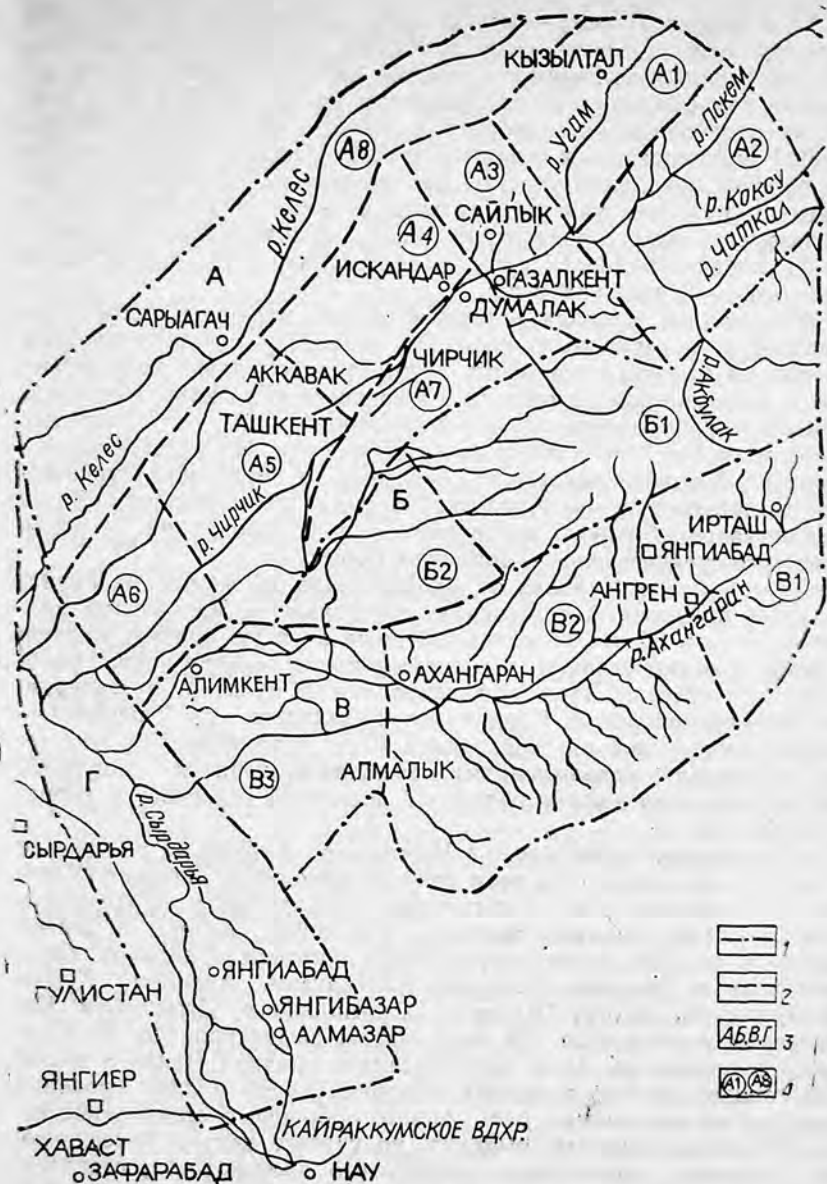 КЫЗЫЛТАЛ
А1
р. Угам
р. Пскем
А2
А8
А3
р. Коксу
р. Чаткал
САЙЛЫК
р. Келес
А4
А
ИСКАНДАР
ГАЗАЛКЕНТ
ДУМАЛАК
САРЫАГАЧ
ЧИРЧИК
р. Акбулак
АККАВАК
А7
ТАШКЕНТ
Б1
А5
р. Келес
р. Чирчик
Б
ИРТАШ
ЯНГИАБАД
Б2
А6
АНГРЕН
В1
В2
р. Ахангаран
АЛИМКЕНТ
АХАНГАРАН
В
Г
В3
АЛМАЛЫК
р. Сырдарья
СЫРДАРЬЯ
1
ГУЛИСТАН
ЯНГИАБАД
2
ЯНГИБАЗАР
АЛМАЗАР
А,Б,В,Г 3
ЯНГИЕР
А1 А8 4
КАЙРАККУМСКОЕ ВДХР.
ХАВАСТ
ЗАФАРАБАД
НАУ